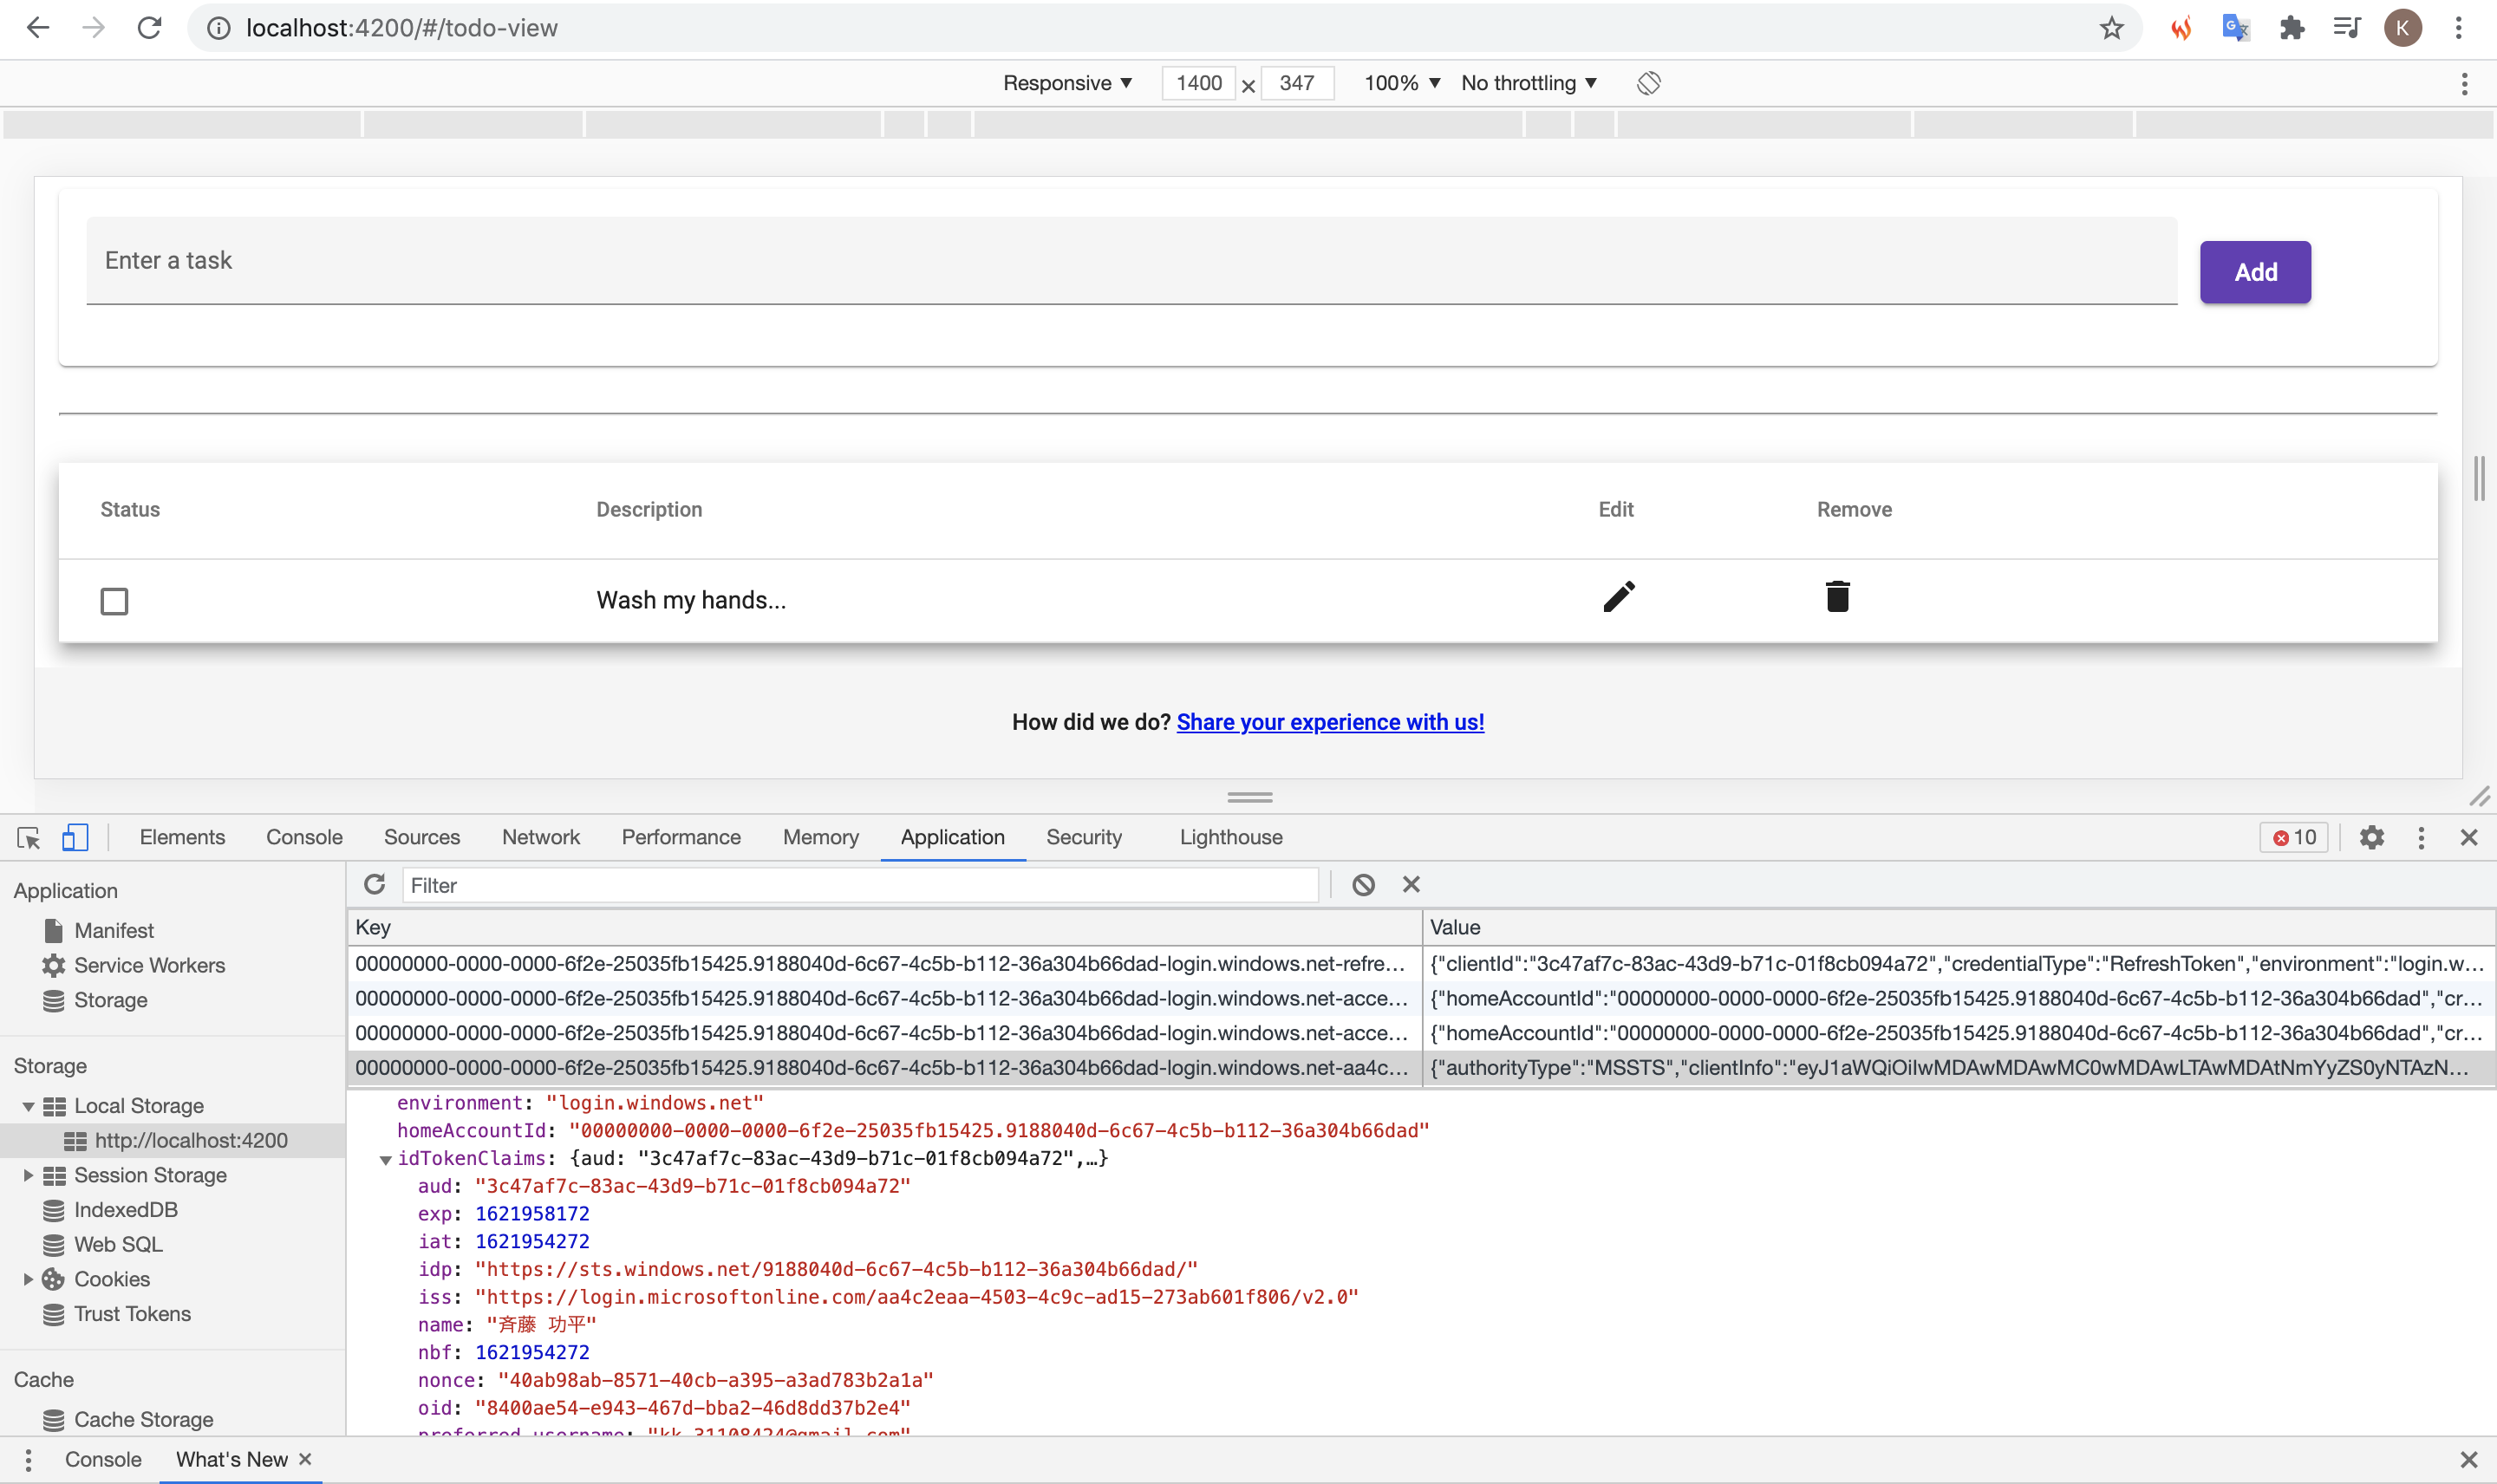 localhost:4200/#/todo-view
K
Responsive ▼ 1400 × 347 100% ▼ No throttling ▼
Enter a task
Add
Status Description Edit Remove
Wash my hands...
How did we do? Share your experience with us!
Elements Console Sources Network Performance Memory Application Security Lighthouse 10
Application
Manifest
Service Workers
Storage
Storage
Local Storage
http://localhost:4200
Session Storage
IndexedDB
Web SQL
Cookies
Trust Tokens
Cache
Cache Storage
Filter
Key Value
00000000-0000-0000-6f2e-25035fb15425.9188040d-6c67-4c5b-b112-36a304b66dad-login.windows.net-refre... {"clientId":"3c47af7c-83ac-43d9-b71c-01f8cb094a72","credentialType":"RefreshToken","environment":"login.w...
00000000-0000-0000-6f2e-25035fb15425.9188040d-6c67-4c5b-b112-36a304b66dad-login.windows.net-acce... {"homeAccountId":"00000000-0000-0000-6f2e-25035fb15425.9188040d-6c67-4c5b-b112-36a304b66dad","cr...
00000000-0000-0000-6f2e-25035fb15425.9188040d-6c67-4c5b-b112-36a304b66dad-login.windows.net-acce... {"homeAccountId":"00000000-0000-0000-6f2e-25035fb15425.9188040d-6c67-4c5b-b112-36a304b66dad","cr...
00000000-0000-0000-6f2e-25035fb15425.9188040d-6c67-4c5b-b112-36a304b66dad-login.windows.net-aa4c... {"authorityType":"MSSTS","clientInfo":"eyJ1aWQiOiIwMDAwMDAwMC0wMDAwLTAwMDAtNmYyZS0yNTAzN...
environment: "login.windows.net"
homeAccountId: "00000000-0000-0000-6f2e-25035fb15425.9188040d-6c67-4c5b-b112-36a304b66dad"
idTokenClaims: {aud: "3c47af7c-83ac-43d9-b71c-01f8cb094a72",…}
aud: "3c47af7c-83ac-43d9-b71c-01f8cb094a72"
exp: 1621958172
iat: 1621954272
idp: "https://sts.windows.net/9188040d-6c67-4c5b-b112-36a304b66dad/"
iss: "https://login.microsoftonline.com/aa4c2eaa-4503-4c9c-ad15-273ab601f806/v2.0"
name: "斉藤 功平"
nbf: 1621954272
nonce: "40ab98ab-8571-40cb-a395-a3ad783b2a1a"
oid: "8400ae54-e943-467d-bba2-46d8dd37b2e4"
preferred_username:
Console What's New